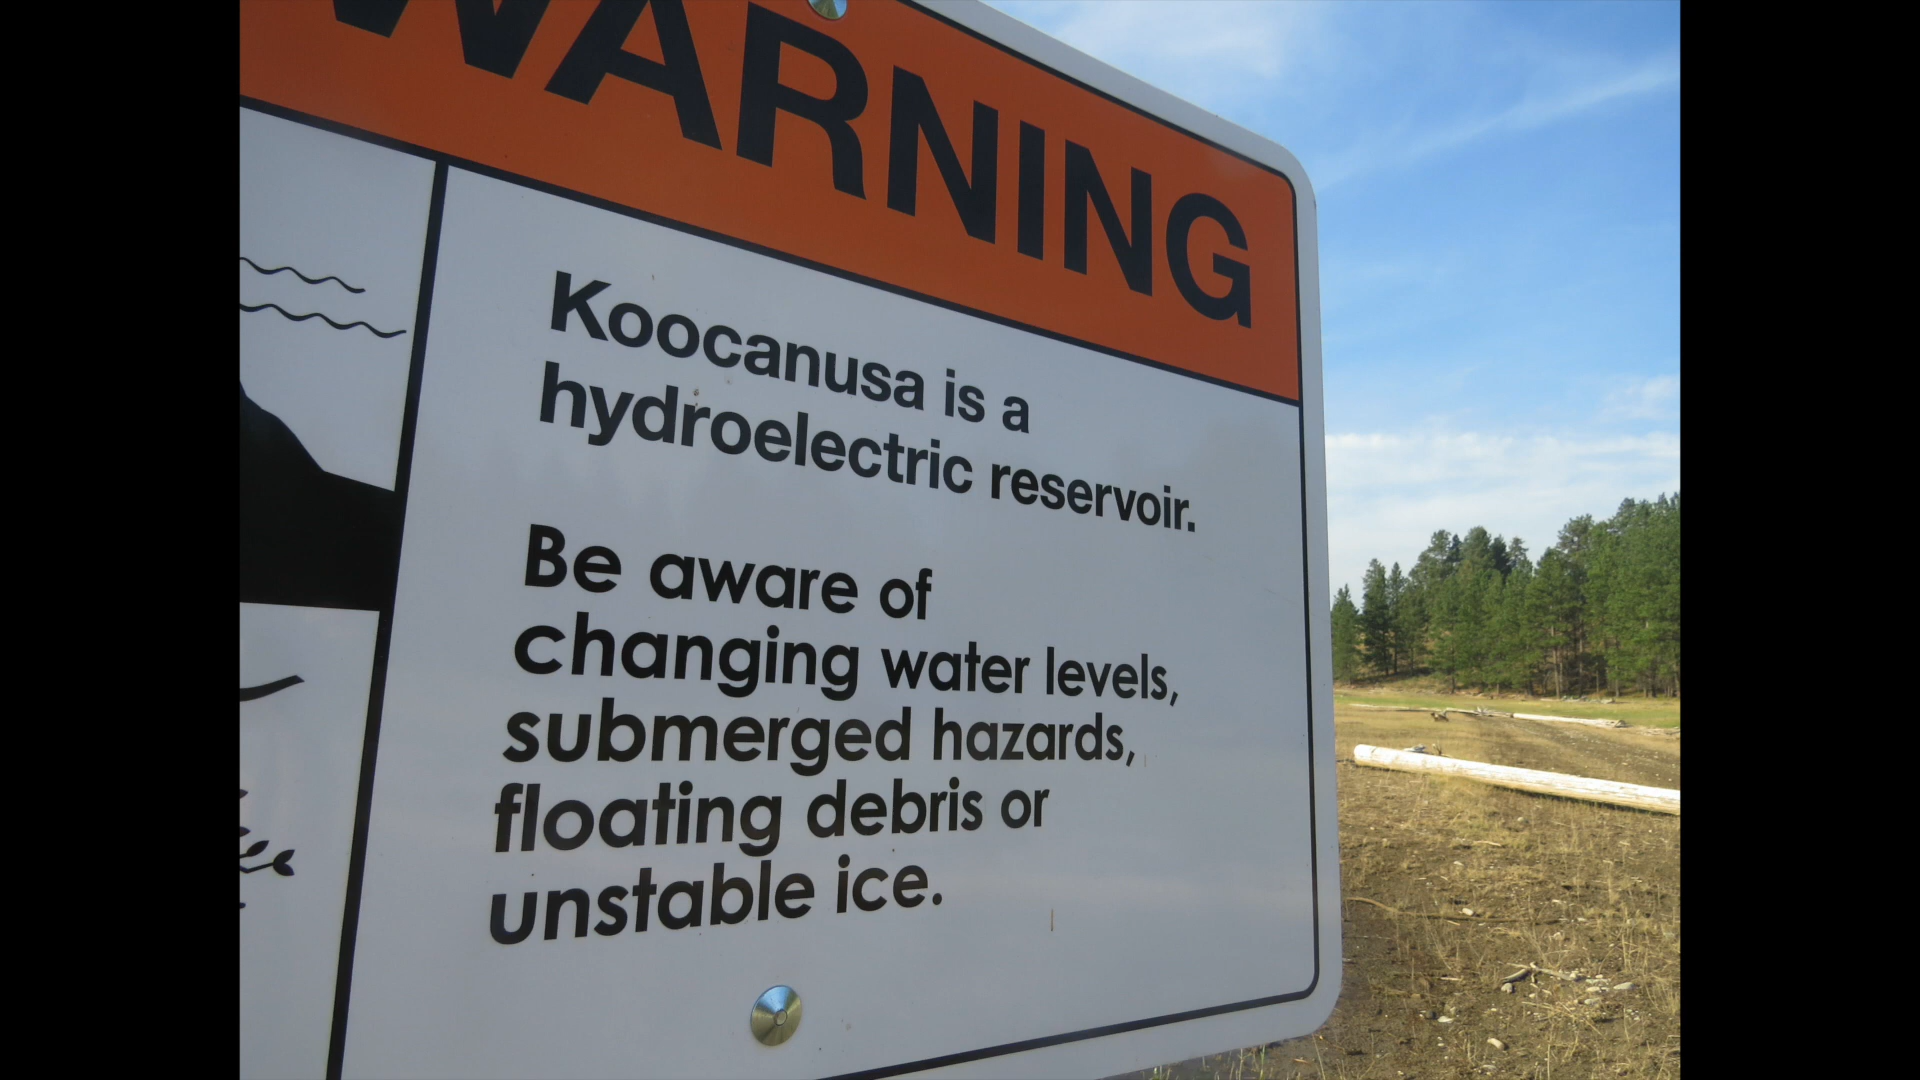 WARNING
Koocanusa is a
hydroelectric reservoir.
Be aware of
changing water levels,
submerged hazards,
floating debris or
unstable ice.